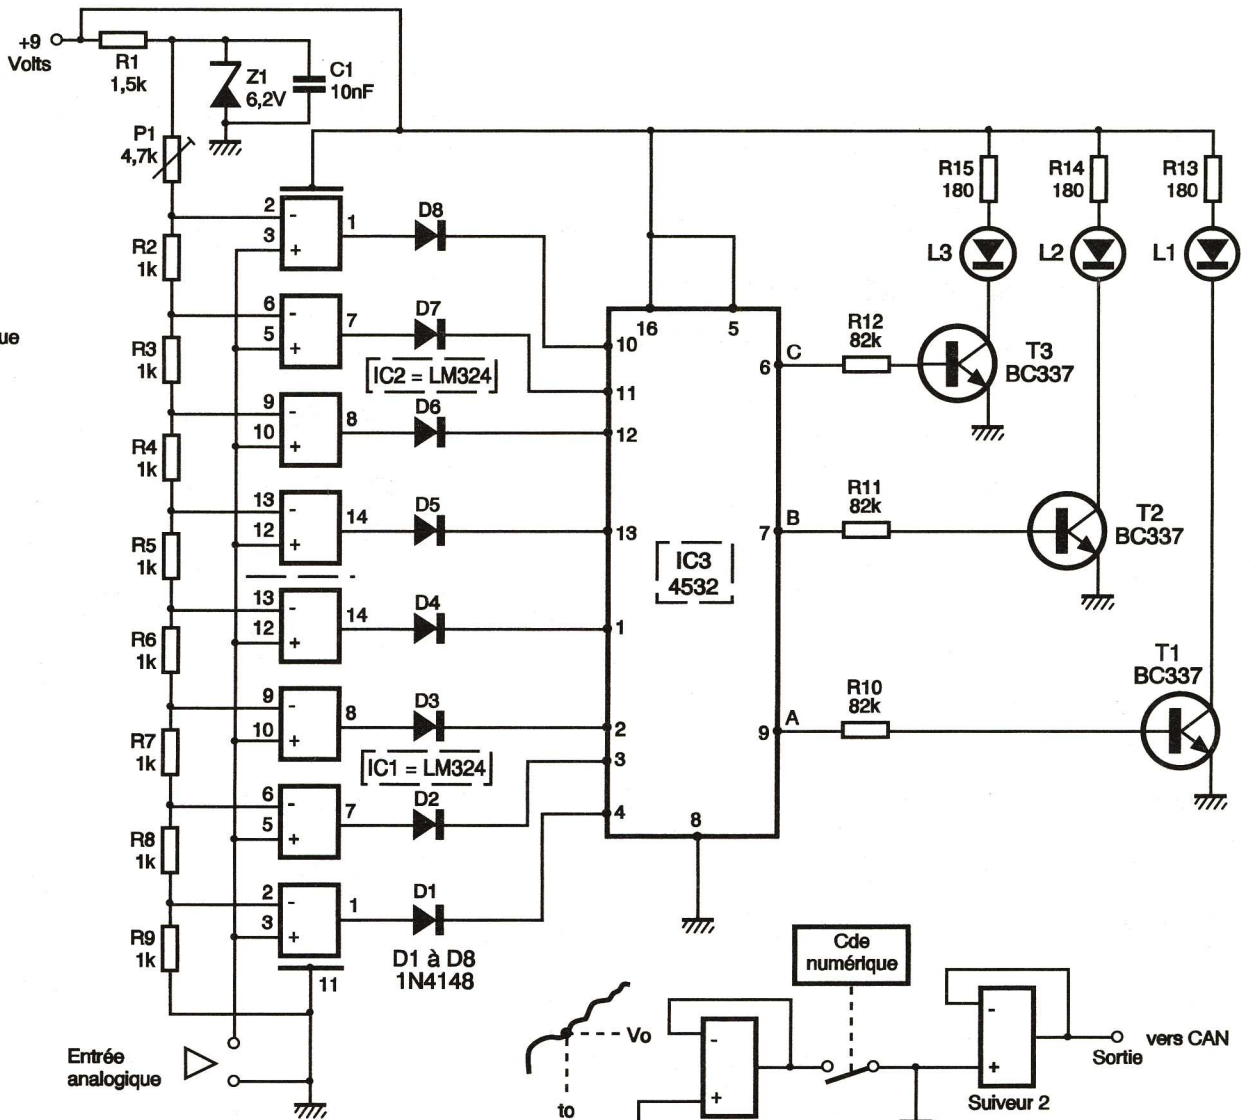 +9
Volts
R1
1,5k
Z1
6,2V
C1
10nF
P1
4,7k
R15
180
R14
180
R13
180
L3
L2
L1
2
-
3
+
1
D8
R2
1k
6
-
5
+
7
D7
ue
R3
1k
IC2 = LM324
16
5
10
11
6
C
R12
82k
T3
BC337
9
-
10
+
8
D6
12
R4
1k
13
-
12
+
14
D5
13
R5
1k
IC3
4532
7
B
R11
82k
T2
BC337
13
-
12
+
14
D4
1
R6
1k
9
-
10
+
8
D3
2
R7
1k
IC1 = LM324
3
9
A
R10
82k
T1
BC337
6
-
5
+
7
D2
4
8
R8
1k
2
-
3
+
1
D1
R9
1k
D1 à D8
1N4148
11
Cde
numérique
Vo
to
-
+
-
+
Sortie
vers CAN
Suiveur 2
Entrée
analogique